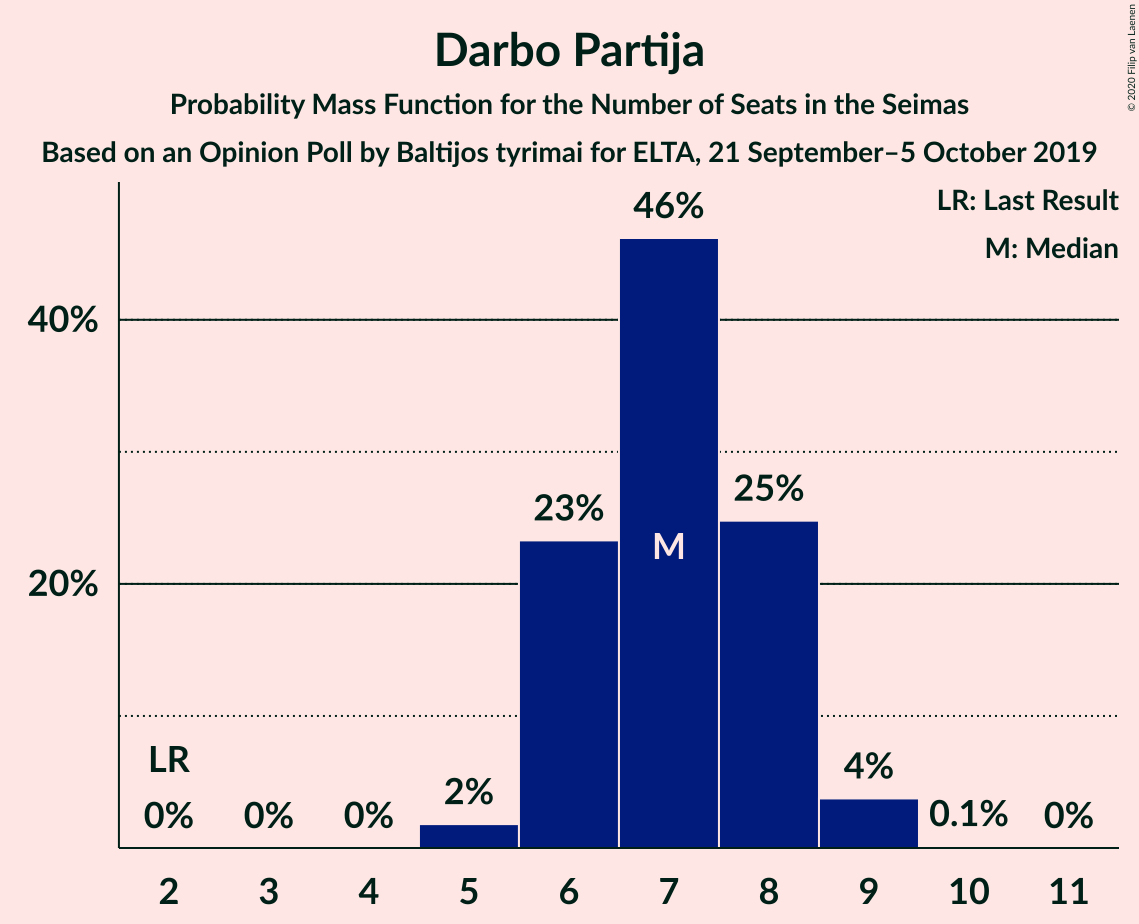 Darbo Partija
Probability Mass Function for the Number of Seats in the Seimas
Based on an Opinion Poll by Baltijos tyrimai for ELTA, 21 September–5 October 2019
© 2020 Filip van Laenen
LR: Last Result
M: Median
46%
40%
25%
23%
M
20%
LR
4%
2%
0% 0% 0% 0.1% 0%
2 3 4 5 6 7 8 9 10 11